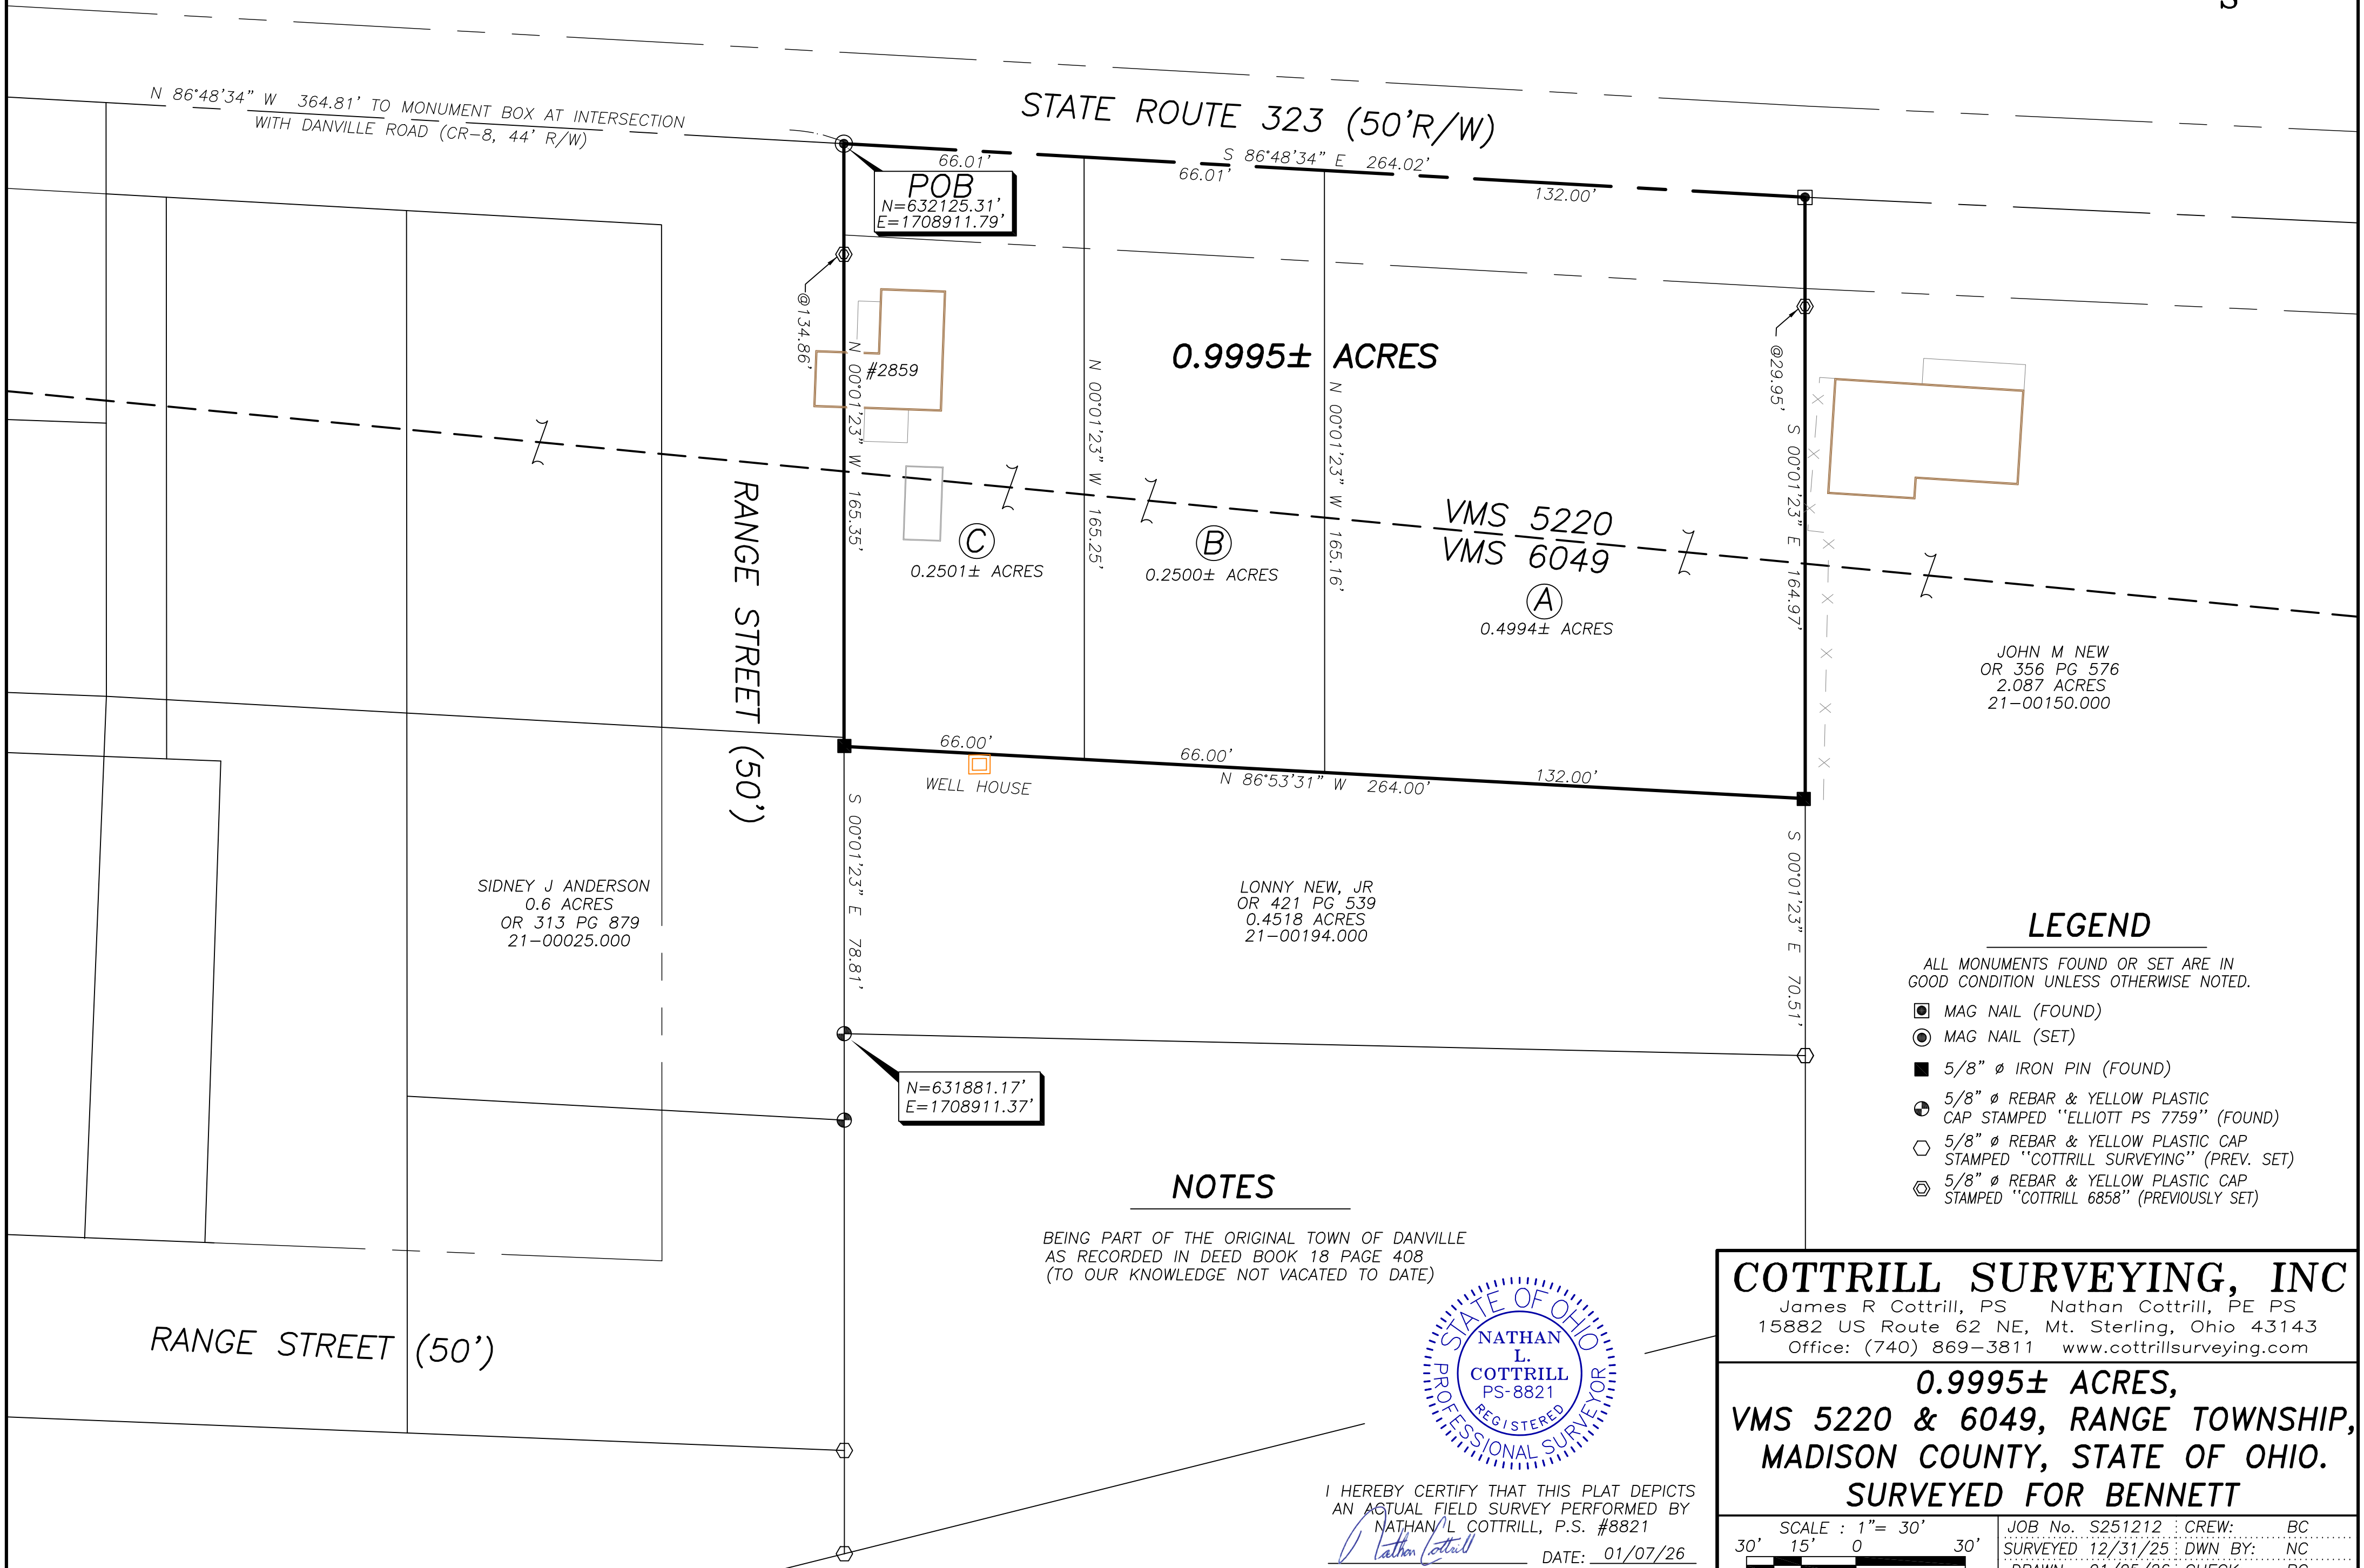 S
N 86°48'34" W 364.81' TO MONUMENT BOX AT INTERSECTION
WITH DANVILLE ROAD (CR-8, 44' R/W)
STATE ROUTE 323 (50'R/W)
S 86°48'34" E 264.02'
66.01'
66.01'
132.00'
POB
N=632125.31'
E=1708911.79'
@134.86'
N 00°01'23" W 165.35'
#2859
0.9995± ACRES
N 00°01'23" W 165.25'
N 00°01'23" W 165.16'
@29.95'
S 00°01'23" E 164.97'
RANGE STREET (50')
C
0.2501± ACRES
B
0.2500± ACRES
VMS 5220
VMS 6049
A
0.4994± ACRES
JOHN M NEW
OR 356 PG 576
2.087 ACRES
21-00150.000
66.00'
66.00'
132.00'
N 86°53'31" W 264.00'
WELL HOUSE
S 00°01'23" E 78.81'
S 00°01'23" E 70.51'
SIDNEY J ANDERSON
0.6 ACRES
OR 313 PG 879
21-00025.000
LONNY NEW, JR
OR 421 PG 539
0.4518 ACRES
21-00194.000
N=631881.17'
E=1708911.37'
LEGEND
ALL MONUMENTS FOUND OR SET ARE IN
GOOD CONDITION UNLESS OTHERWISE NOTED.
MAG NAIL (FOUND)
MAG NAIL (SET)
5/8" ø IRON PIN (FOUND)
5/8" ø REBAR & YELLOW PLASTIC
CAP STAMPED "ELLIOTT PS 7759" (FOUND)
5/8" ø REBAR & YELLOW PLASTIC CAP
STAMPED "COTTRILL SURVEYING" (PREV. SET)
5/8" ø REBAR & YELLOW PLASTIC CAP
STAMPED "COTTRILL 6858" (PREVIOUSLY SET)
NOTES
BEING PART OF THE ORIGINAL TOWN OF DANVILLE
AS RECORDED IN DEED BOOK 18 PAGE 408
(TO OUR KNOWLEDGE NOT VACATED TO DATE)
RANGE STREET (50')
STATE OF OHIO
NATHAN
L.
COTTRILL
PS-8821
REGISTERED
PROFESSIONAL SURVEYOR
I HEREBY CERTIFY THAT THIS PLAT DEPICTS
AN ACTUAL FIELD SURVEY PERFORMED BY
NATHAN L COTTRILL, P.S. #8821
Nathan Cottrill DATE: 01/07/26
COTTRILL SURVEYING, INC
James R Cottrill, PS Nathan Cottrill, PE PS
15882 US Route 62 NE, Mt. Sterling, Ohio 43143
Office: (740) 869-3811 www.cottrillsurveying.com
0.9995± ACRES,
VMS 5220 & 6049, RANGE TOWNSHIP,
MADISON COUNTY, STATE OF OHIO.
SURVEYED FOR BENNETT
SCALE : 1"= 30'
30' 15' 0 30'
JOB No. S251212 CREW: BC
SURVEYED 12/31/25 DWN BY: NC
DRAWN 01/05/26 CHECK BC